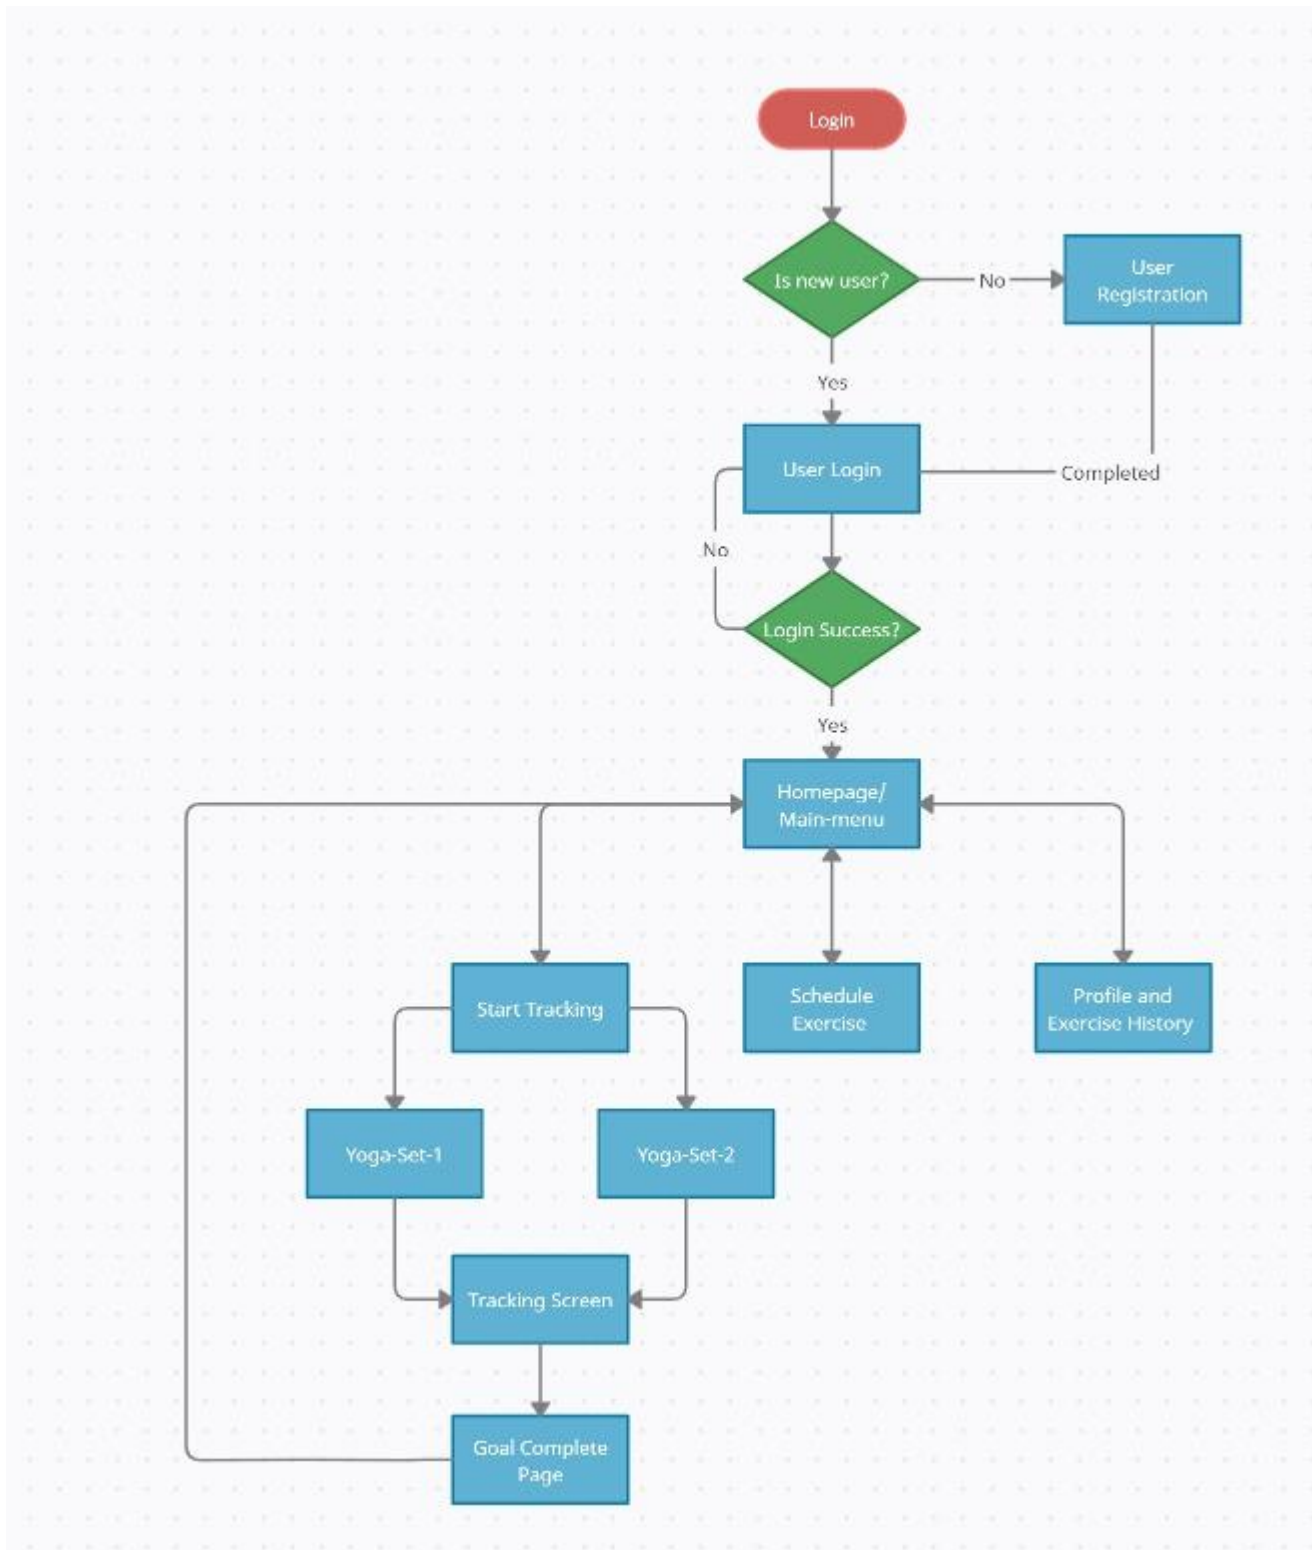 Login
Is new user?
No
User
Registration
Yes
User Login
Completed
No
Login Success?
Yes
Homepage/
Main-menu
Start Tracking
Schedule
Exercise
Profile and
Exercise History
Yoga-Set-1
Yoga-Set-2
Tracking Screen
Goal Complete
Page